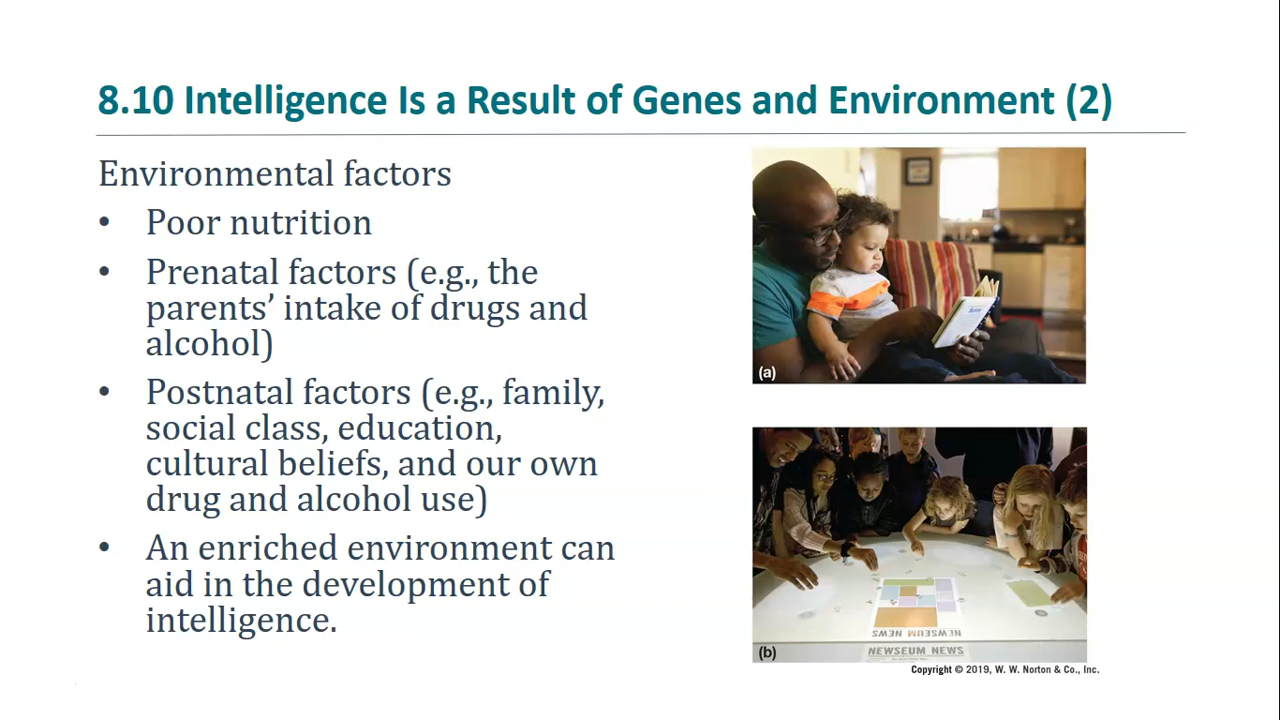 8.10 Intelligence Is a Result of Genes and Environment (2)
Environmental factors
• Poor nutrition
• Prenatal factors (e.g., the
parents’ intake of drugs and
alcohol)
• Postnatal factors (e.g., family,
social class, education,
cultural beliefs, and our own
drug and alcohol use)
• An enriched environment can
aid in the development of
intelligence.
(a)
NEWSEUM NEWS
NEWSEUM NEWS
(b)
Copyright © 2019, W. W. Norton & Co., Inc.